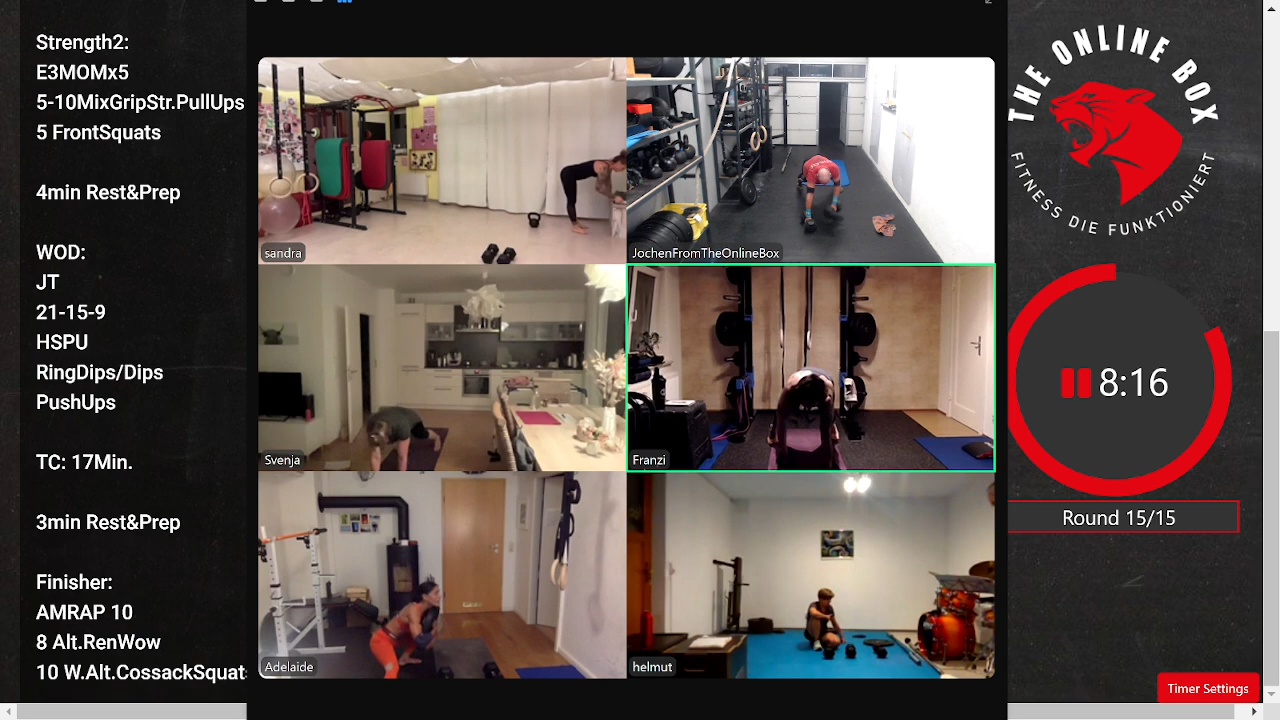 Strength2:
E3MOMx5
5-10MixGripStr.PullUps
5 FrontSquats
4min Rest&Prep
WOD:
JT
21-15-9
HSPU
RingDips/Dips
PushUps
TC: 17Min.
3min Rest&Prep
Finisher:
AMRAP 10
8 Alt.RenWow
10 W.Alt.CossackSquats
sandra
JochenFromTheOnlineBox
Svenja
Franzi
Adelaide
helmut
THE ONLINE BOX
FITNESS DIE FUNKTIONIERT
8:16
Round 15/15
Timer Settings